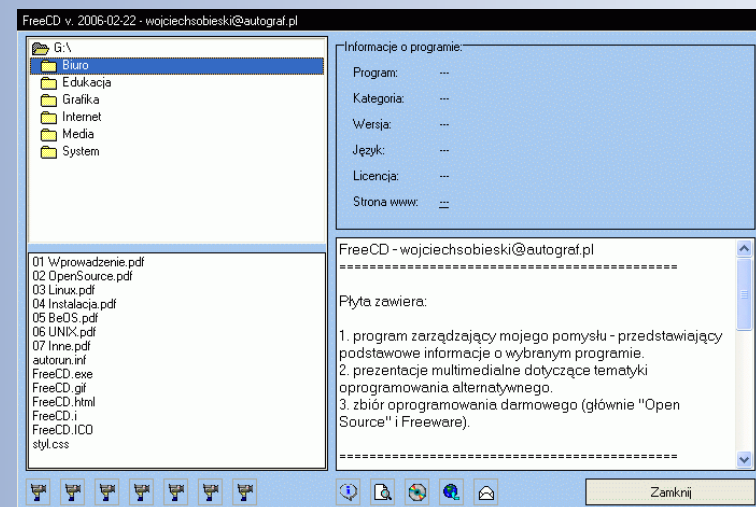 FreeCD v. 2006-02-22 - wojciechsobieski@autograf.pl
G:\
Biuro
Edukacja
Grafika
Internet
Media
System
Informacje o programie:
Program: ---
Kategoria: ---
Wersja: ---
Język: ---
Licencja: ---
Strona www: ---
01 Wprowadzenie.pdf
02 OpenSource.pdf
03 Linux.pdf
04 Instalacja.pdf
05 BeOS.pdf
06 UNIX.pdf
07 Inne.pdf
autorun.inf
FreeCD.exe
FreeCD.gif
FreeCD.html
FreeCD.i
FreeCD.ICO
styl.css
FreeCD - wojciechsobieski@autograf.pl
=============================================
Płyta zawiera:
1. program zarządzający mojego pomysłu - przedstawiający
podstawowe informacje o wybranym programie.
2. prezentacje multimedialne dotyczące tematyki
oprogramowania alternatywnego.
3. zbiór oprogramowania darmowego (głównie "Open
Source" i Freeware).
=============================================
Zamknij